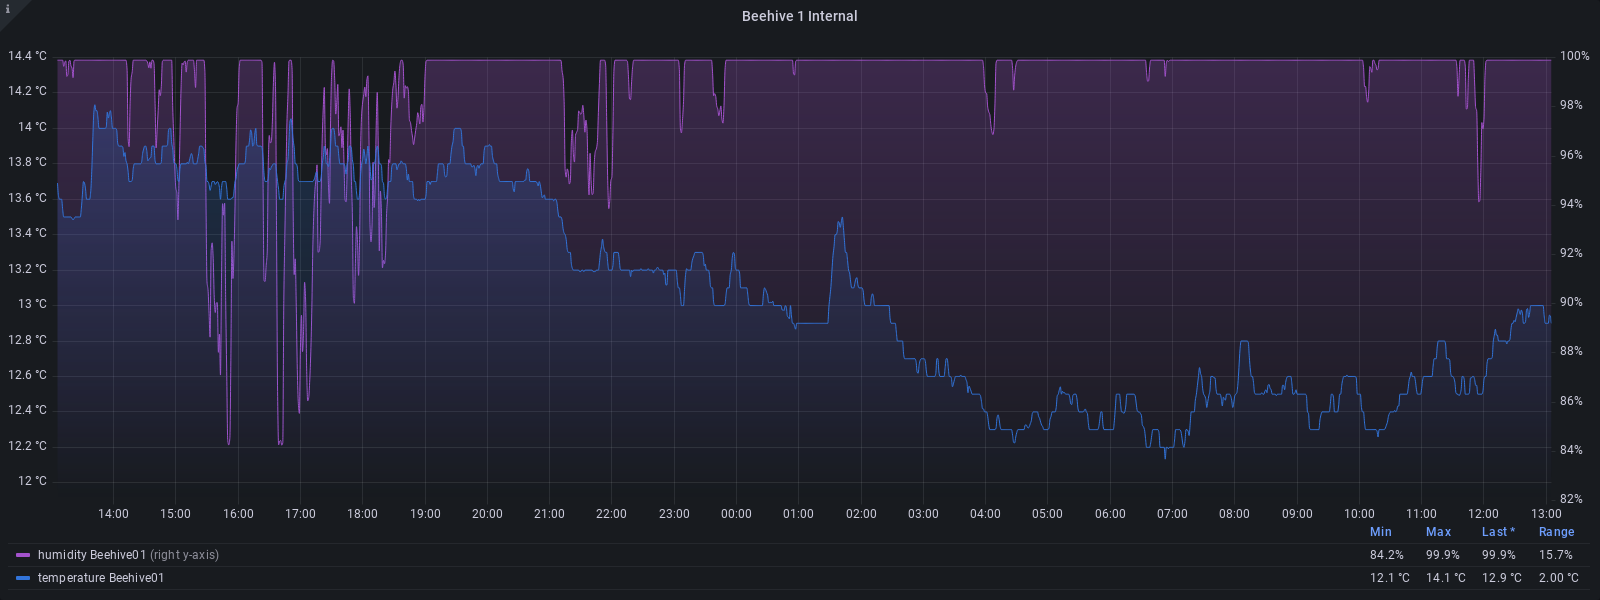 i
Beehive 1 Internal
14.4 °C
14.2 °C
14 °C
13.8 °C
13.6 °C
13.4 °C
13.2 °C
13 °C
12.8 °C
12.6 °C
12.4 °C
12.2 °C
12 °C
100%
98%
96%
94%
92%
90%
88%
86%
84%
82%
14:00 15:00 16:00 17:00 18:00 19:00 20:00 21:00 22:00 23:00 00:00 01:00 02:00 03:00 04:00 05:00 06:00 07:00 08:00 09:00 10:00 11:00 12:00 13:00
Min Max Last * Range
humidity Beehive01 (right y-axis) 84.2% 99.9% 99.9% 15.7%
temperature Beehive01 12.1 °C 14.1 °C 12.9 °C 2.00 °C